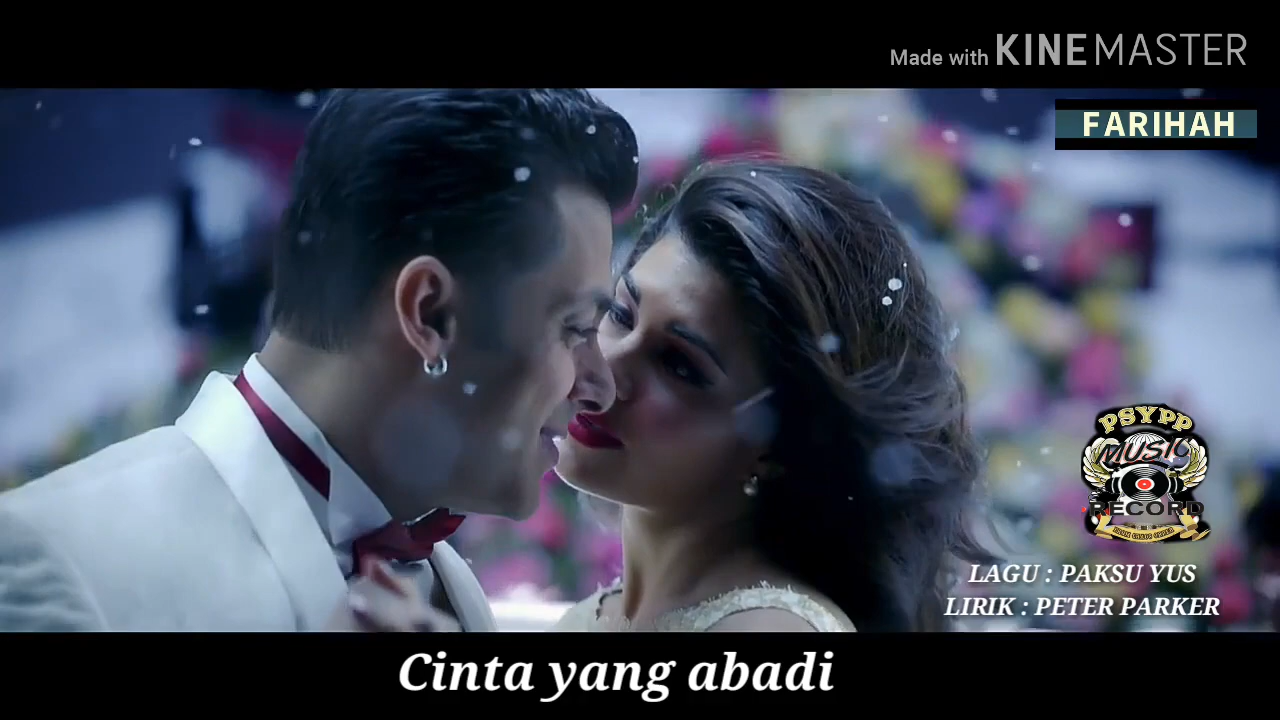 Made with KINEMASTER
FARIHAH
PSYPP
MUSIC
RECORD
LAGU : PAKSU YUS
LIRIK : PETER PARKER
Cinta yang abadi